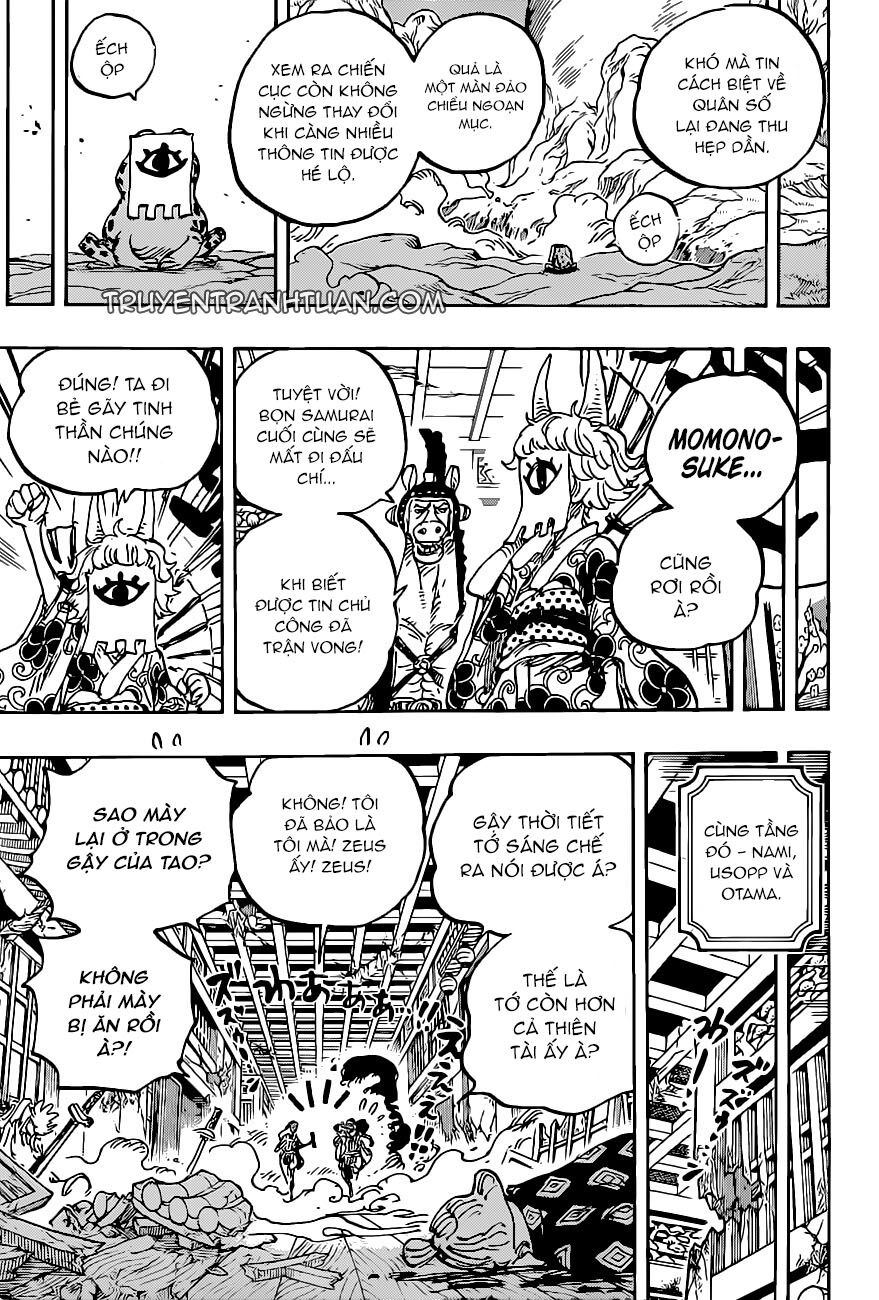 KHÓ MÀ TIN
CÁCH BIỆT VỀ
QUÂN SỐ
LẠI ĐANG THU
HẸP DẦN.
ẾCH
ỘP
QUẢ LÀ
MỘT MÀN ĐẢO
CHIỀU NGOẠN
MỤC.
XEM RA CHIẾN
CỤC CÒN KHÔNG
NGỪNG THAY ĐỔI
KHI CÀNG NHIỀU
THÔNG TIN ĐƯỢC
HÉ LỘ.
ẾCH
ỘP
TRUYENTRANHTUAN.COM
MOMONO-
SUKE...
CŨNG
RƠI RỒI
À?
TUYỆT VỜI!
BỌN SAMURAI
CUỐI CÙNG SẼ
MẤT ĐI ĐẤU
CHÍ...
KHI BIẾT
ĐƯỢC TIN CHỦ
CÔNG ĐÃ
TRẬN VONG!
ĐÚNG! TA ĐI
BẺ GÃY TINH
THẦN CHÚNG
NÀO!!
CÙNG TẦNG
ĐÓ - NAMI,
USOPP VÀ
OTAMA.
GẬY THỜI TIẾT
TỚ SÁNG CHẾ
RA NÓI ĐƯỢC Á?
THẾ LÀ
TỚ CÒN HƠN
CẢ THIÊN
TÀI ẤY À?
KHÔNG! TÔI
ĐÃ BẢO LÀ
TÔI MÀ! ZEUS
ẤY! ZEUS!
SAO MÀY
LẠI Ở TRONG
GẬY CỦA TAO?
KHÔNG
PHẢI MÀY
BỊ ĂN RỒI
À?!